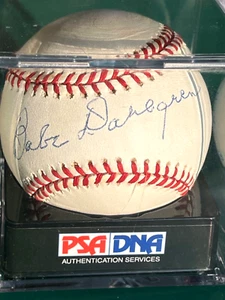 Babe Dahlgren
PSA DNA
AUTHENTICATION SERVICES